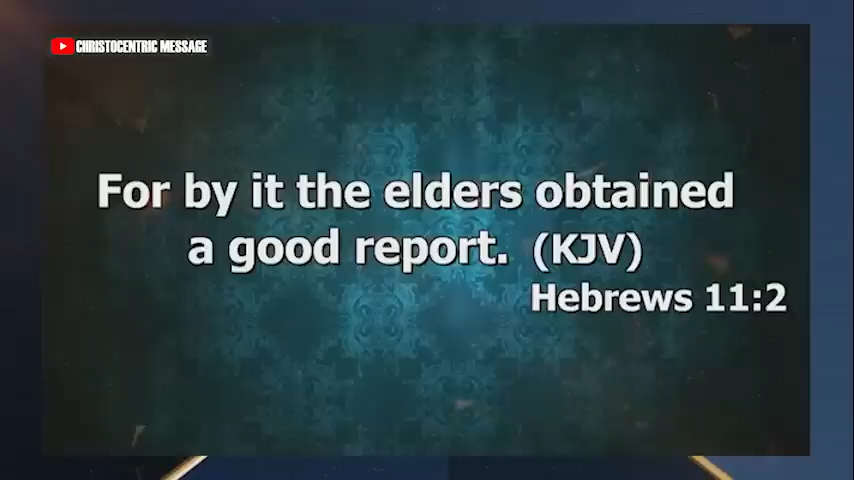 CHRISTOCENTRIC MESSAGE
For by it the elders obtained
a good report. (KJV)
Hebrews 11:2